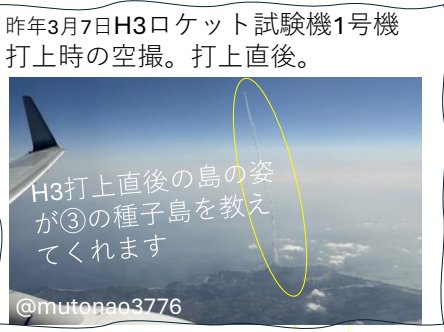 昨年3月7日H3ロケット試験機1号機
打上時の空撮。打上直後。
H3打上直後の島の姿
が③の種子島を教え
てくれます
@mutonao3776